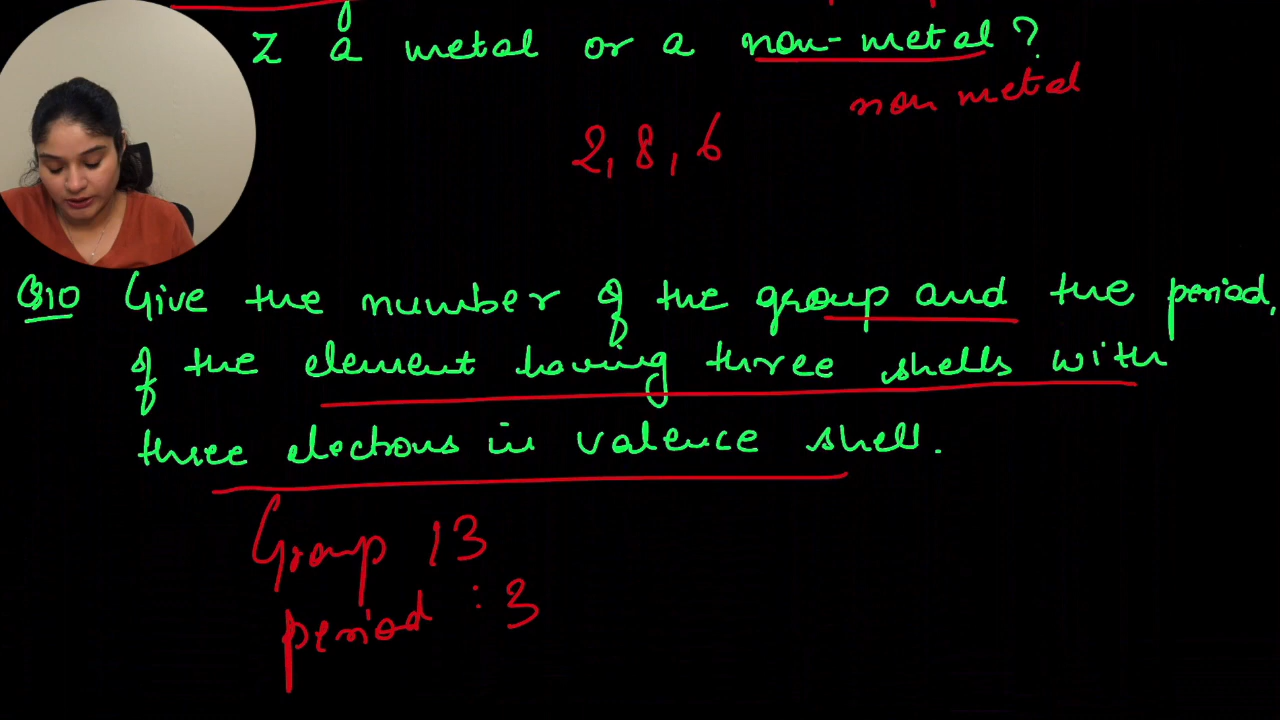 Z a metal or a non-metal?
non metal
2, 8, 6
Q10 Give the number of the group and the period,
of the element having three shells with
three electrons in valence shell.
Group 13
period : 3